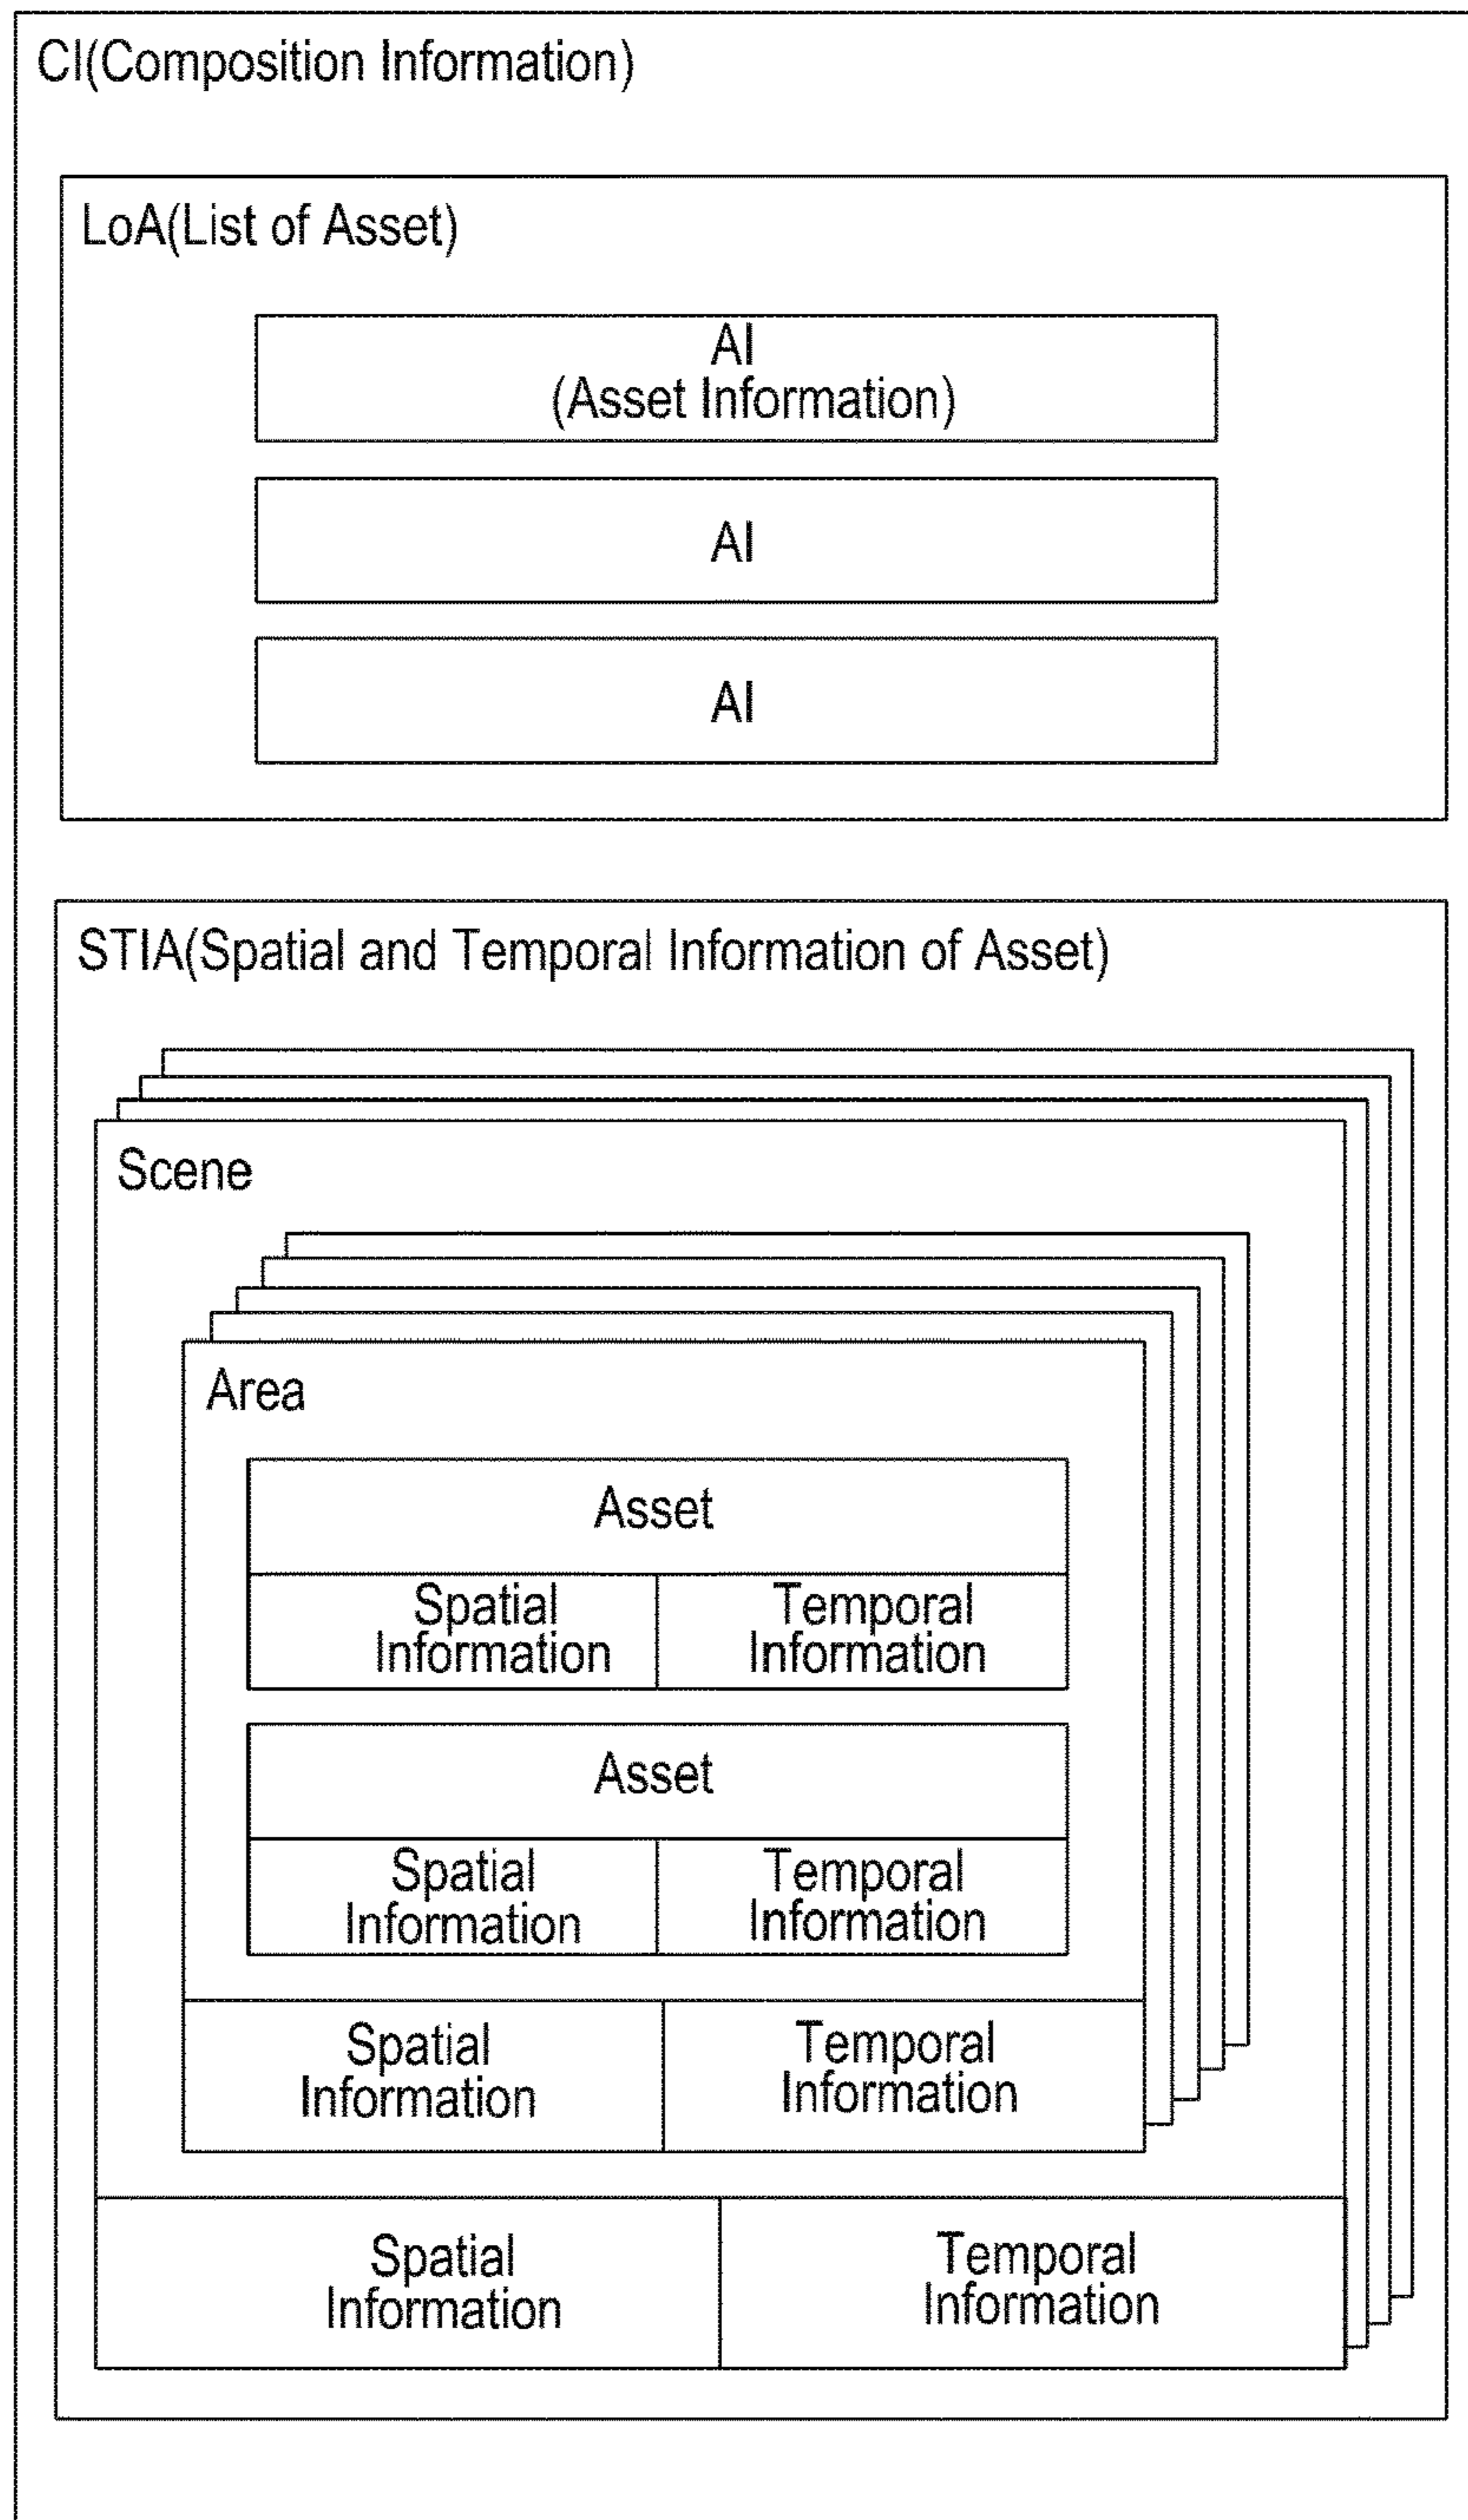 CI(Composition Information)
LoA(List of Asset)
AI
(Asset Information)
AI
AI
STIA(Spatial and Temporal Information of Asset)
Scene
Area
Asset
Spatial
Information
Temporal
Information
Asset
Spatial
Information
Temporal
Information
Spatial
Information
Temporal
Information
Spatial
Information
Temporal
Information